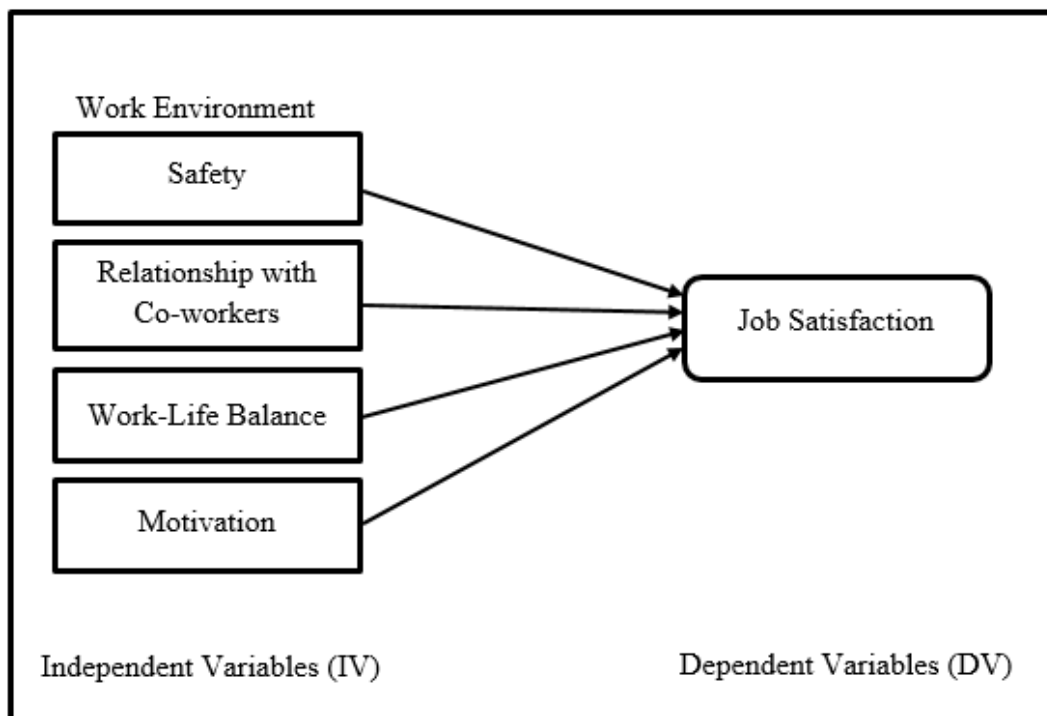 Work Environment
Safety
Relationship with
Co-workers
Work-Life Balance
Motivation
Job Satisfaction
Independent Variables (IV)
Dependent Variables (DV)